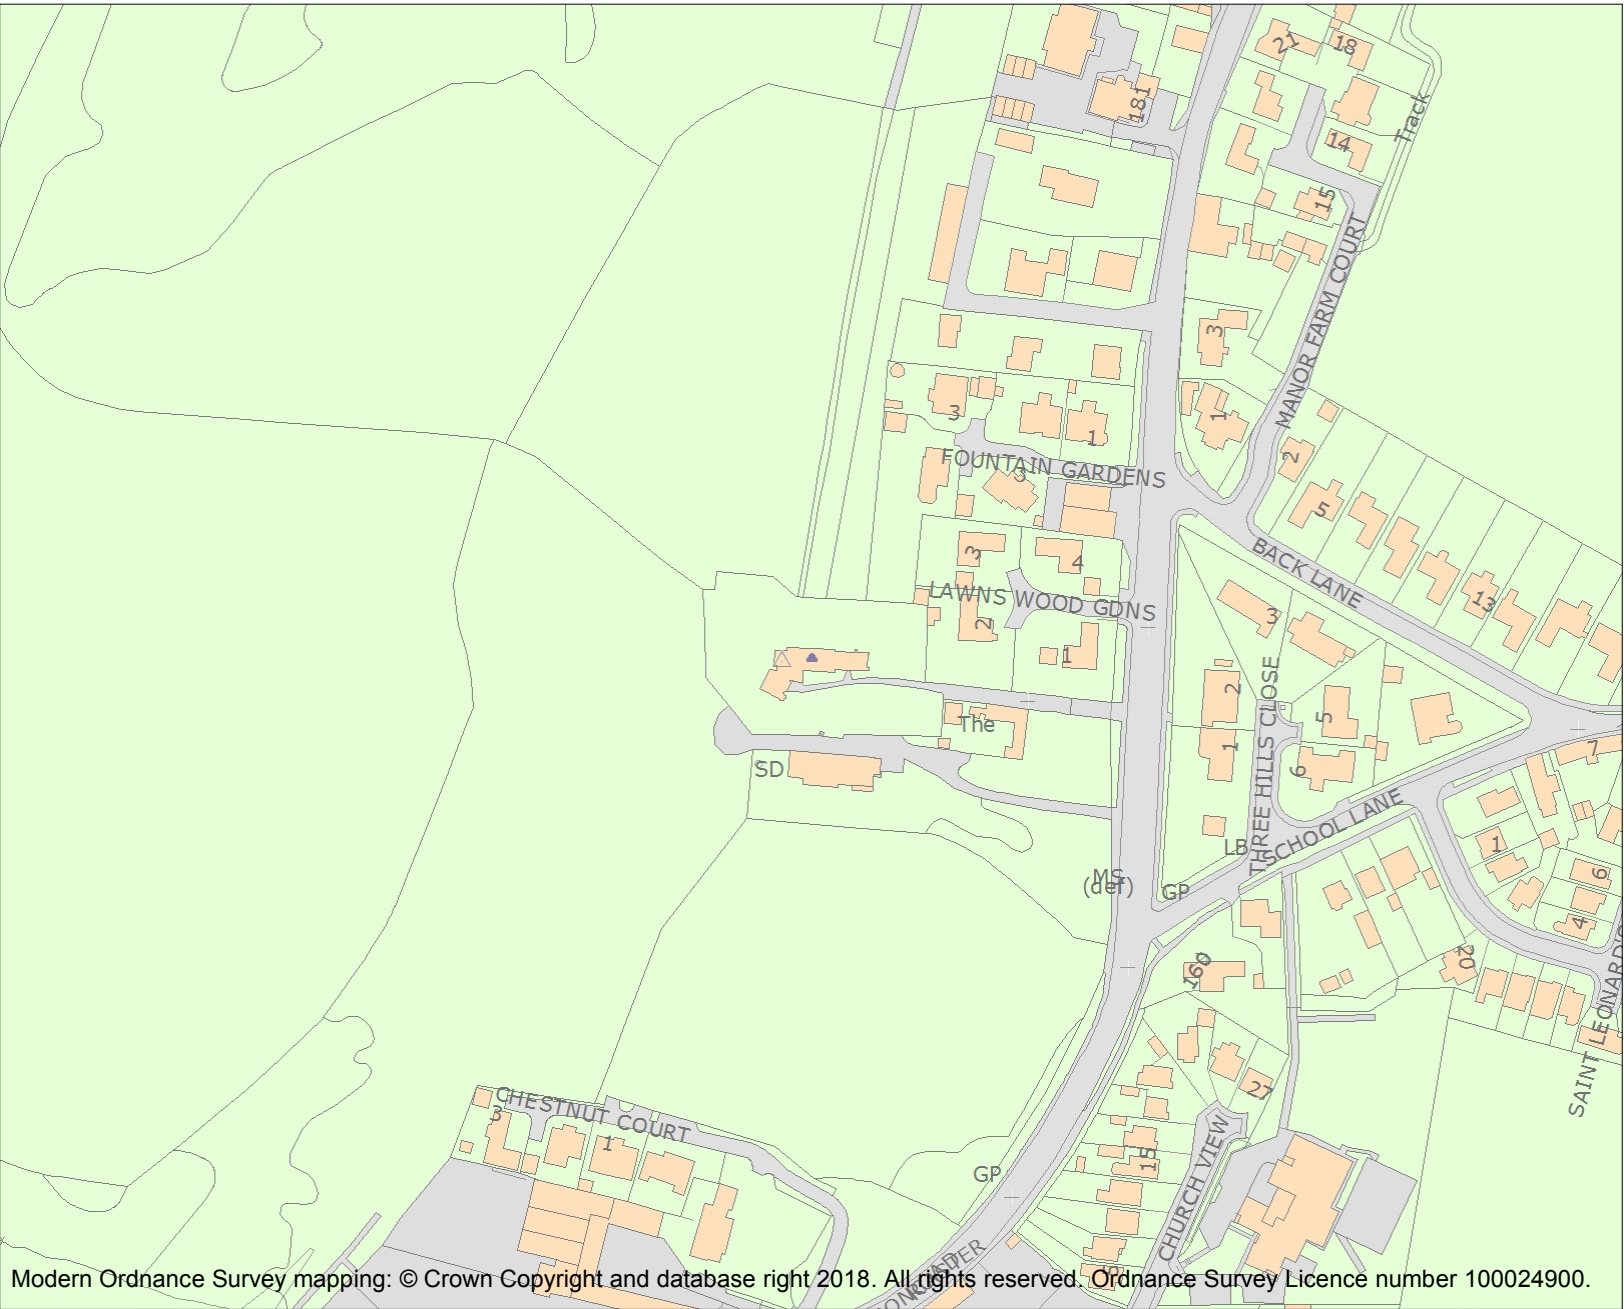 21
18
181
Track
14
15
MANOR FARM COURT
3
3
1
1
2
FOUNTAIN GARDENS
3
5
BACK LANE
3
4
13
LAWNS WOOD GDNS
2
3
1
2
THREE HILLS CLOSE
5
The
1
7
SD
6
SCHOOL LANE
LB
1
MS
(def)
GP
6
4
20
160
SAINT LEONARD'S
27
CHESTNUT COURT
3
1
15
GP
CHURCH VIEW
Modern Ordnance Survey mapping: © Crown Copyright and database right 2018. All rights reserved. Ordnance Survey Licence number 100024900.